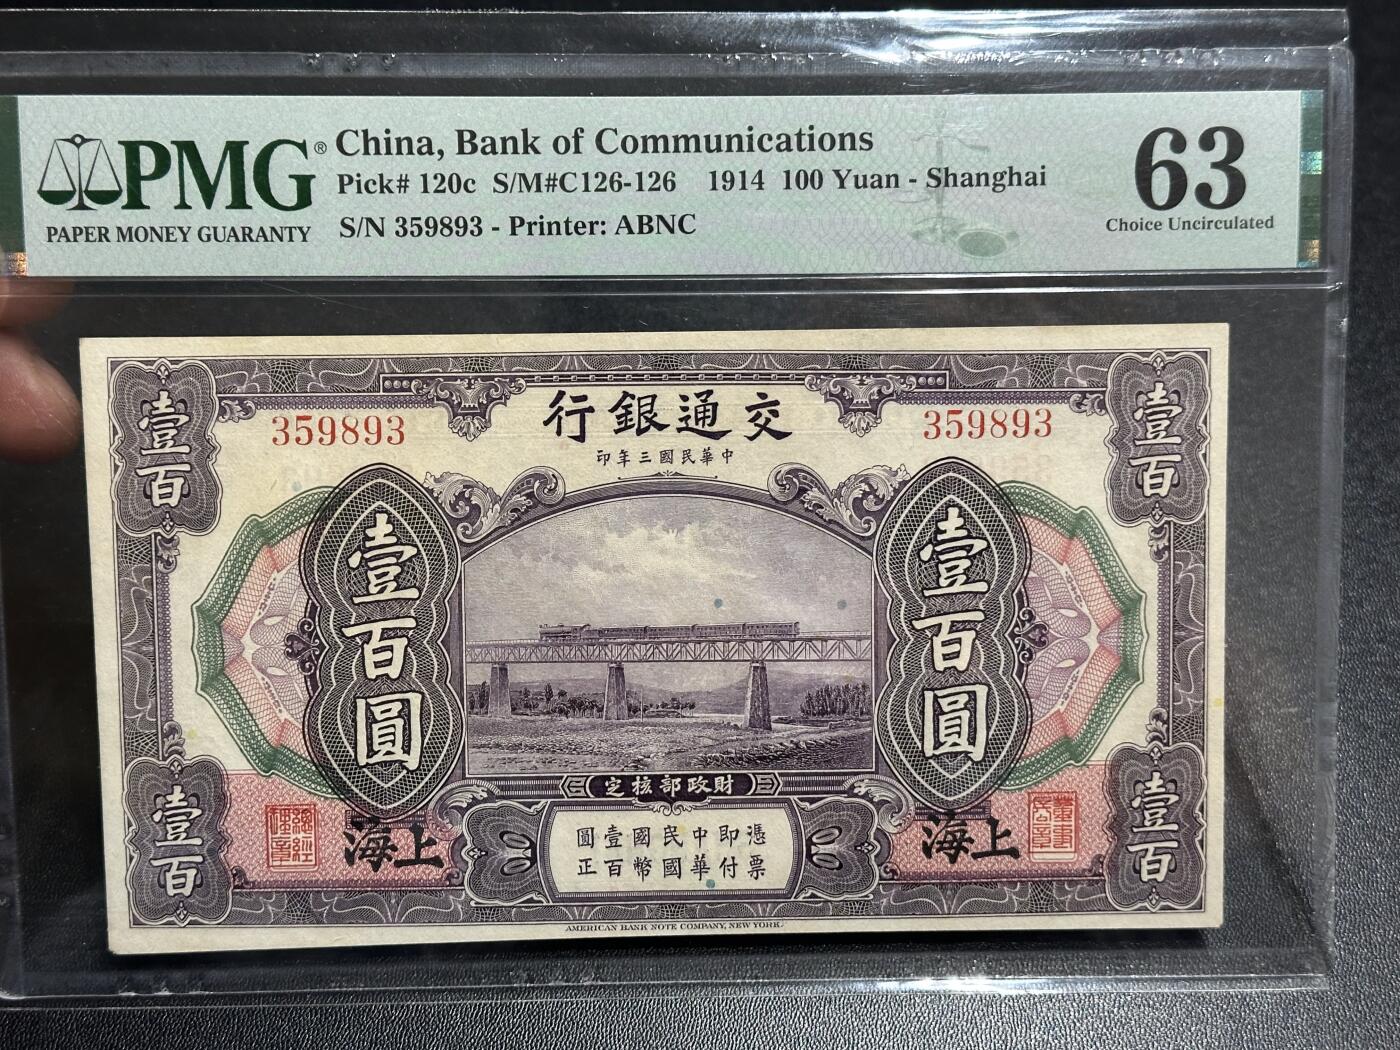 PMG®
PAPER MONEY GUARANTY
China, Bank of Communications
Pick# 120c S/M#C126-126 1914 100 Yuan - Shanghai
S/N 359893 - Printer: ABNC
63
Choice Uncirculated
壹百
壹百
交通銀行
359893
359893
中華民國三年印
壹百圓
壹百圓
財政部核定
憑票即付中華民國國幣壹百圓正
上海
上海
總經理章
壹百
壹百
AMERICAN BANK NOTE COMPANY, NEW YORK.